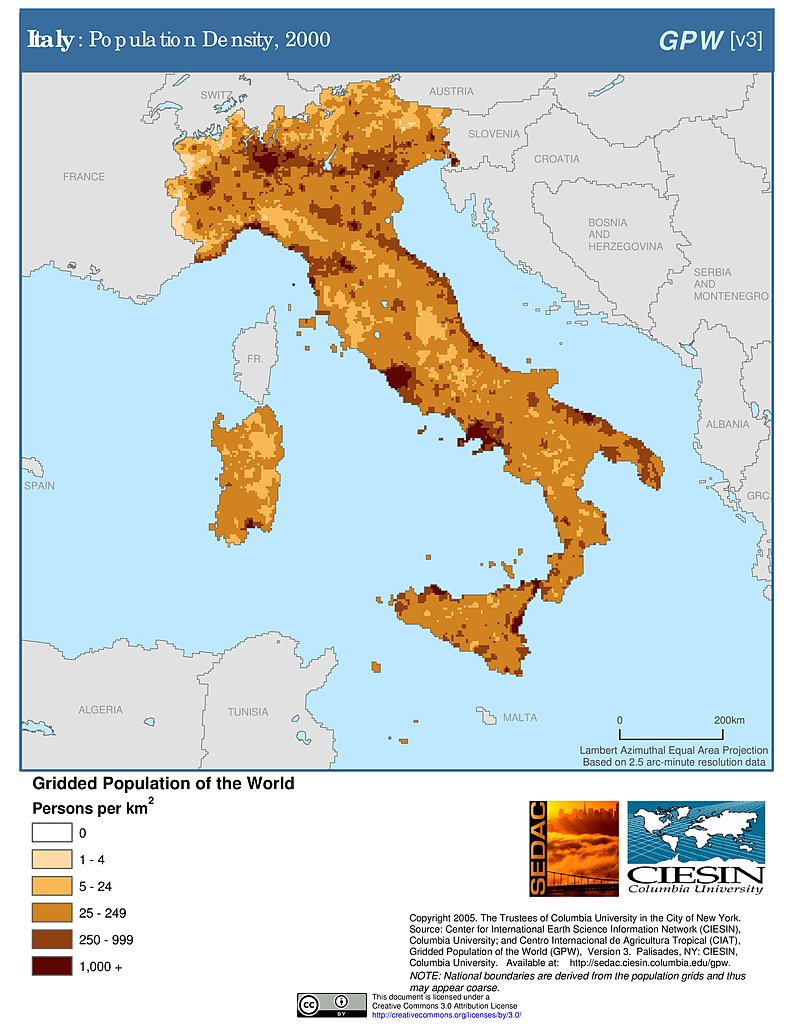 Italy : Population Density, 2000
GPW [v3]
SWITZ.
AUSTRIA
SLOVENIA
CROATIA
FRANCE
BOSNIA
AND
HERZEGOVINA
SERBIA
AND
MONTENEGRO
FR.
ALBANIA
SPAIN
GRC.
ALGERIA
TUNISIA
MALTA
0 200km
Lambert Azimuthal Equal Area Projection
Based on 2.5 arc-minute resolution data
Gridded Population of the World
Persons per km2
0
1 - 4
5 - 24
25 - 249
250 - 999
1,000 +
SEDAC
CIESIN
Columbia University
Copyright 2005. The Trustees of Columbia University in the City of New York.
Source: Center for International Earth Science Information Network (CIESIN),
Columbia University; and Centro Internacional de Agricultura Tropical (CIAT),
Gridded Population of the World (GPW), Version 3. Palisades, NY: CIESIN,
Columbia University. Available at: http://sedac.ciesin.columbia.edu/gpw.
NOTE: National boundaries are derived from the population grids and thus
may appear coarse.
cc BY
This document is licensed under a
Creative Commons 3.0 Attribution License
http://creativecommons.org/licenses/by/3.0/